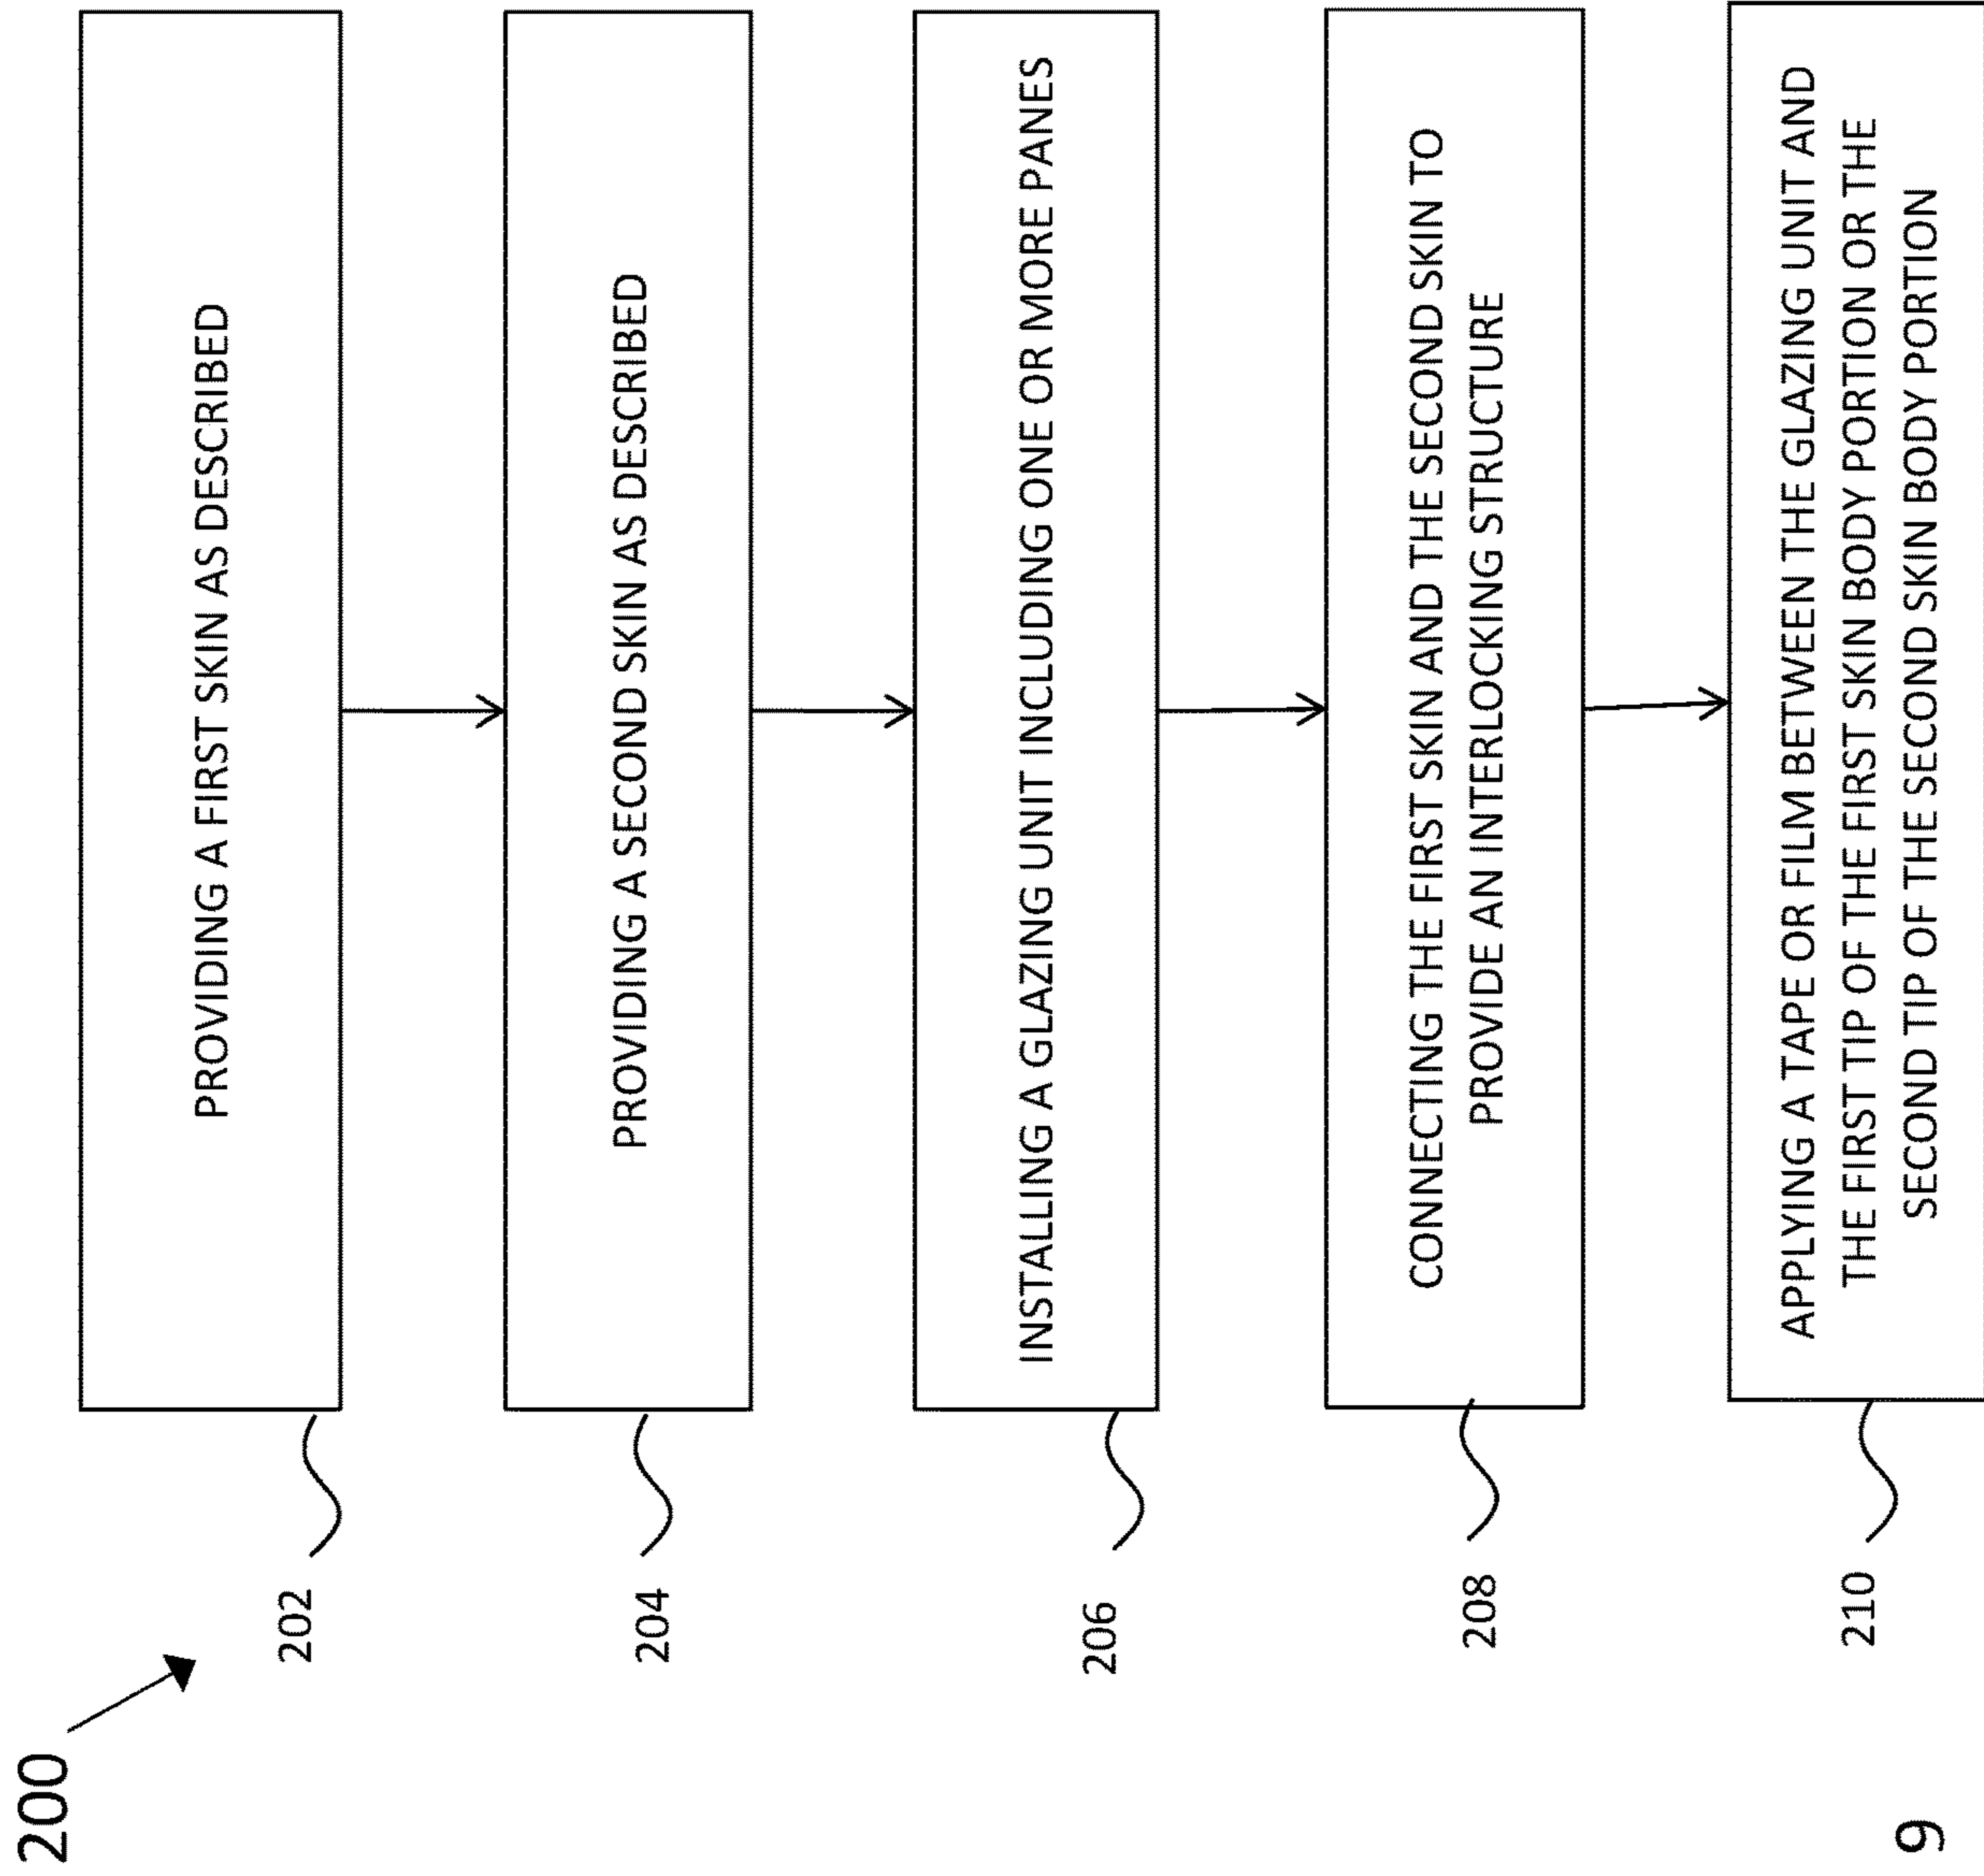 200
202
PROVIDING A FIRST SKIN AS DESCRIBED
204
PROVIDING A SECOND SKIN AS DESCRIBED
206
INSTALLING A GLAZING UNIT INCLUDING ONE OR MORE PANES
208
CONNECTING THE FIRST SKIN AND THE SECOND SKIN TO
PROVIDE AN INTERLOCKING STRUCTURE
210
APPLYING A TAPE OR FILM BETWEEN THE GLAZING UNIT AND
THE FIRST TIP OF THE FIRST SKIN BODY PORTION OR THE
SECOND TIP OF THE SECOND SKIN BODY PORTION
9